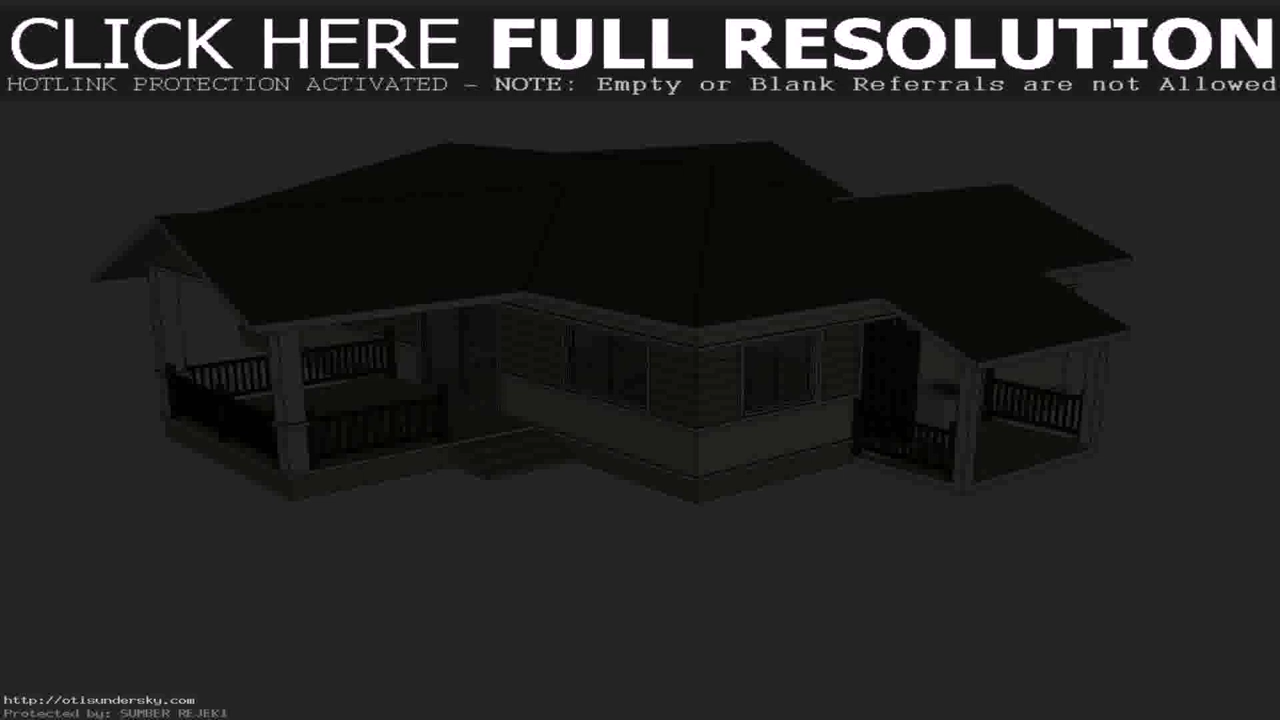 CLICK HERE FULL RESOLUTION
HOTLINK PROTECTION ACTIVATED - NOTE: Empty or Blank Referrals are not Allowed
http://otisundersky.com
Protected by: SUMBER REJEKI